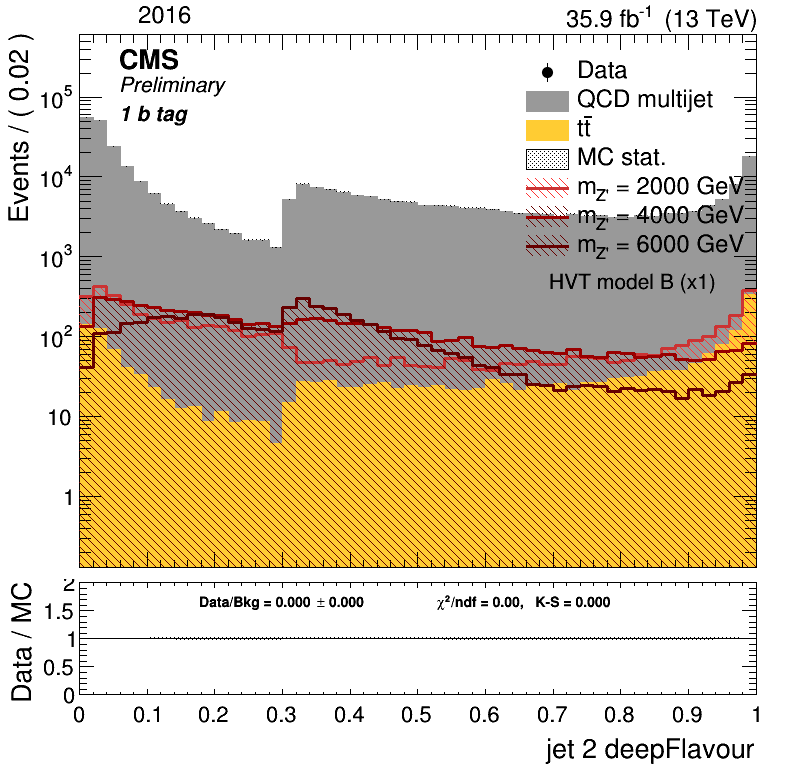 2016 35.9 fb⁻¹ (13 TeV)
CMS
Preliminary
1 b tag
Data
QCD multijet
tt̄
MC stat.
m_Z' = 2000 GeV
m_Z' = 4000 GeV
m_Z' = 6000 GeV
HVT model B (x1)
Events / ( 0.02 )
10⁵
10⁴
10³
10²
10
1
Data/Bkg = 0.000 ± 0.000 χ²/ndf = 0.00, K-S = 0.000
Data / MC
2
1.5
1
0.5
0
0 0.1 0.2 0.3 0.4 0.5 0.6 0.7 0.8 0.9 1
jet 2 deepFlavour